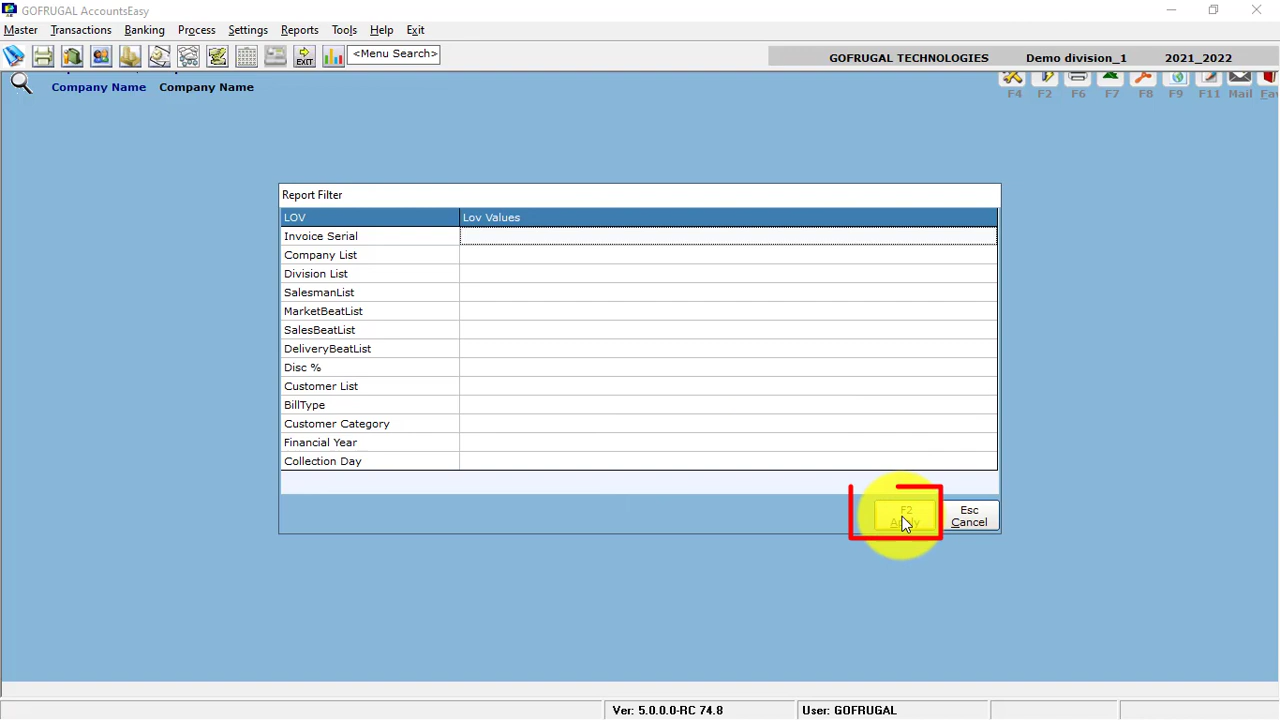 GOFRUGAL AccountsEasy
Master Transactions Banking Process Settings Reports Tools Help Exit
EXIT <Menu Search> GOFRUGAL TECHNOLOGIES Demo division_1 2021_2022
Company Name Company Name
F4 F2 F6 F7 F8 F9 F11 Mail Fav
Report Filter
LOV Lov Values
Invoice Serial
Company List
Division List
SalesmanList
MarketBeatList
SalesBeatList
DeliveryBeatList
Disc %
Customer List
BillType
Customer Category
Financial Year
Collection Day
F2 Esc
Apply Cancel
Ver: 5.0.0.0-RC 74.8 User: GOFRUGAL